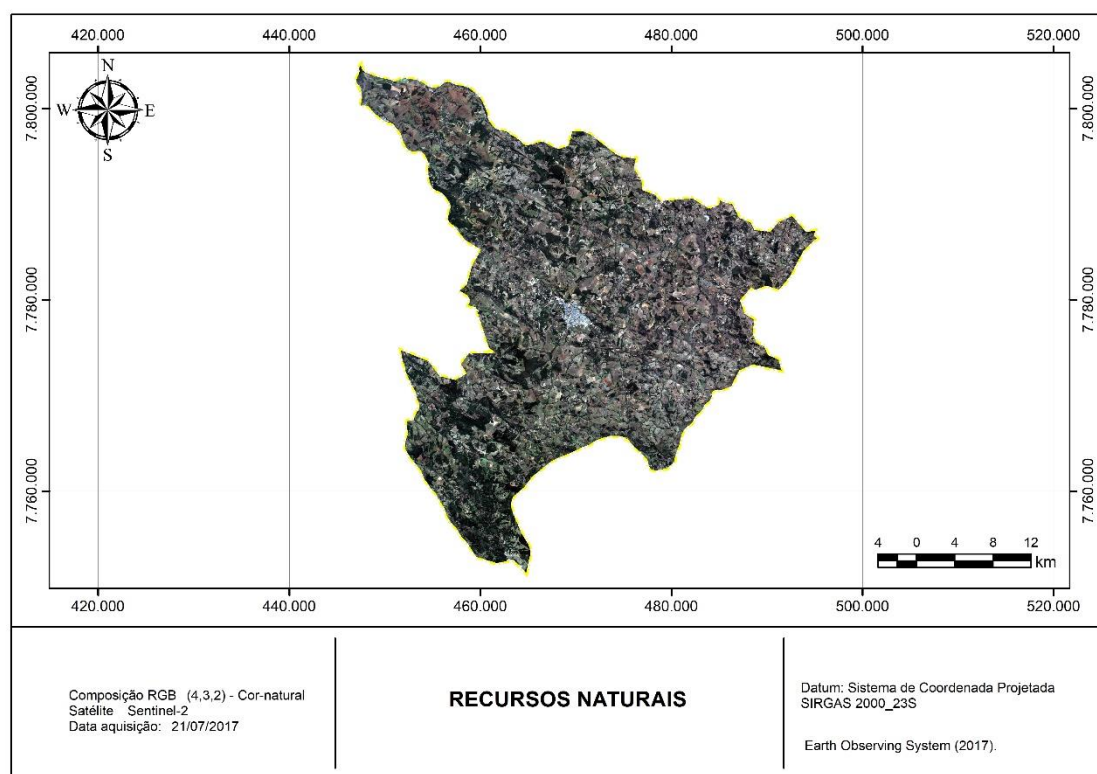 420.000 440.000 460.000 480.000 500.000 520.000
N
W E
S
7.800.000 7.800.000
7.780.000 7.780.000
7.760.000 7.760.000
4 0 4 8 12
km
420.000 440.000 460.000 480.000 500.000 520.000
Composição RGB (4,3,2) - Cor-natural
Satélite Sentinel-2
Data aquisição: 21/07/2017
RECURSOS NATURAIS
Datum: Sistema de Coordenada Projetada
SIRGAS 2000_23S
Earth Observing System (2017).